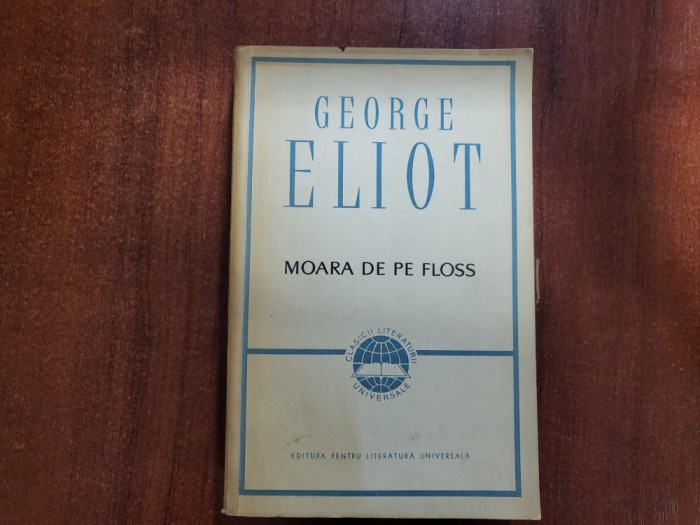 GEORGE
ELIOT
MOARA DE PE FLOSS
CLASICII LITERATURII
UNIVERSALE
EDITURA PENTRU LITERATURĂ UNIVERSALĂ